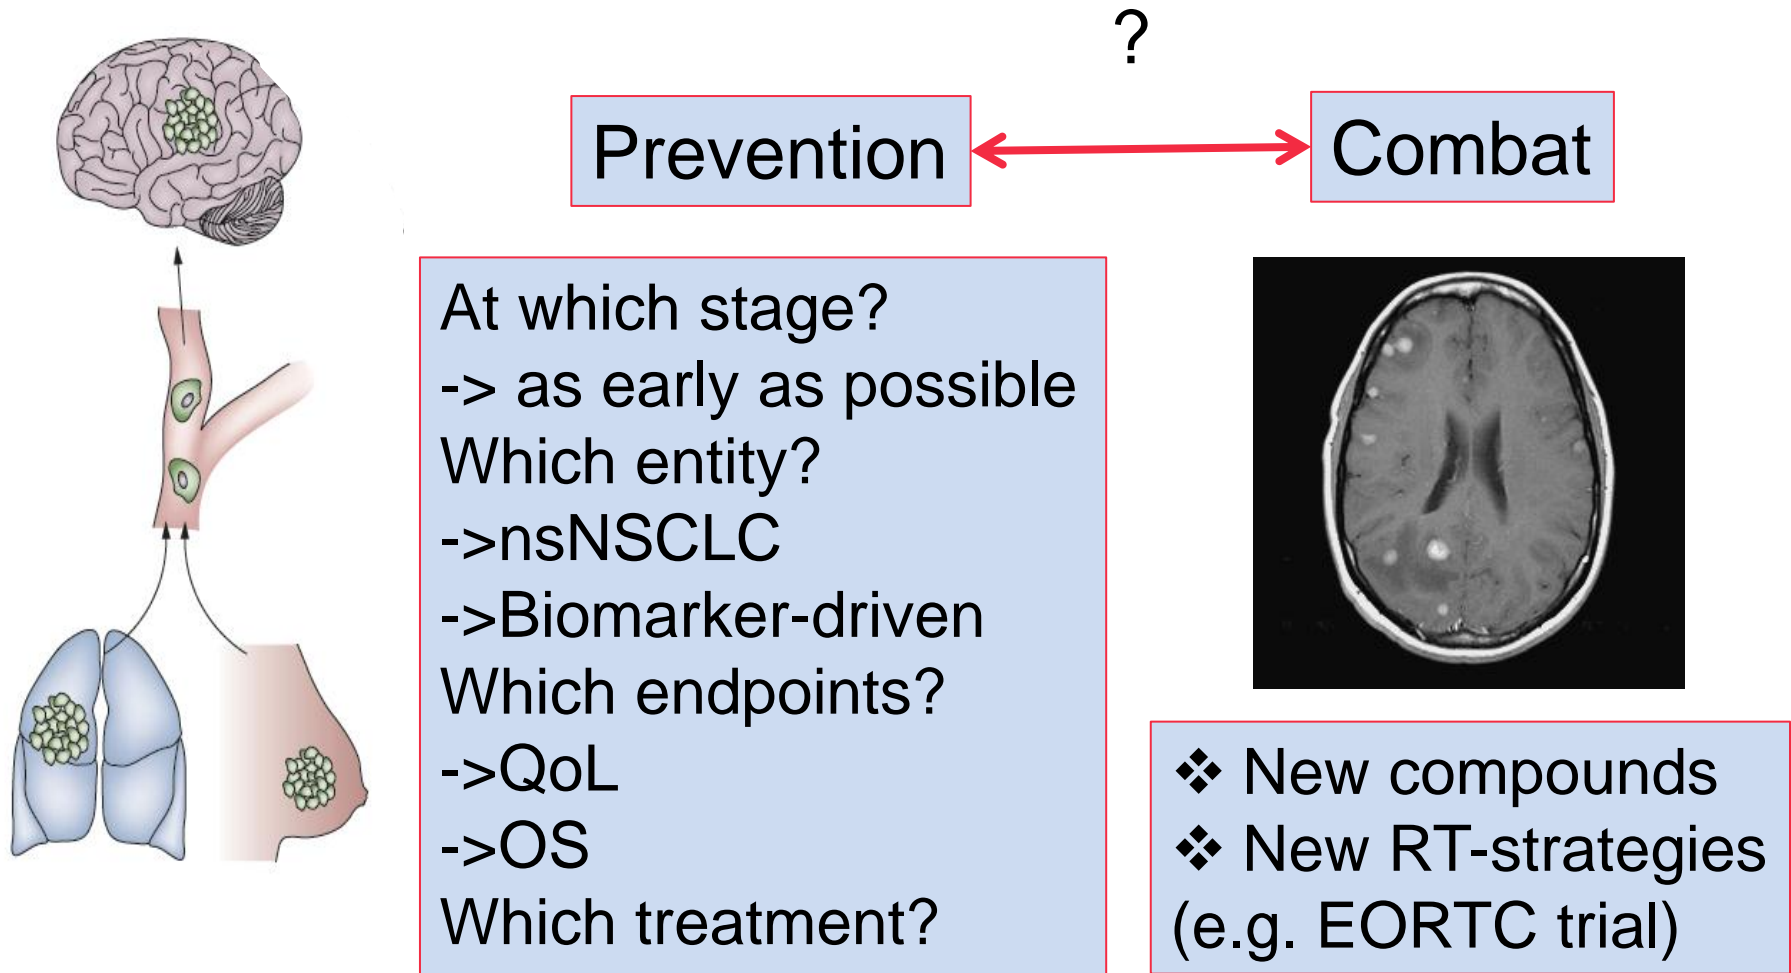 ?
Prevention
Combat
At which stage?
-> as early as possible
Which entity?
->nsNSCLC
->Biomarker-driven
Which endpoints?
->QoL
->OS
Which treatment?
❖ New compounds
❖ New RT-strategies
(e.g. EORTC trial)